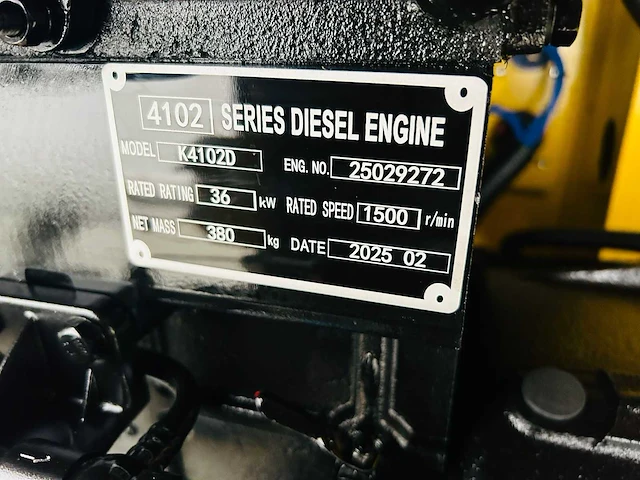 4102 SERIES DIESEL ENGINE
MODEL K4102D ENG. NO. 25029272
RATED RATING 36 kW RATED SPEED 1500 r/min
NET MASS 380 kg DATE 2025 02